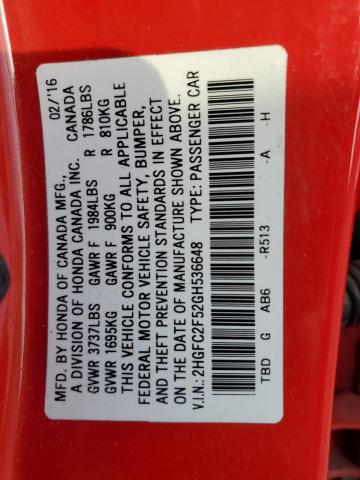 MFD. BY HONDA OF CANADA MFG., 02/'16
A DIVISION OF HONDA CANADA INC. CANADA
GVWR 3737LBS GAWR F 1984LBS R 1786LBS
GVWR 1695KG GAWR F 900KG R 810KG
THIS VEHICLE CONFORMS TO ALL APPLICABLE
FEDERAL MOTOR VEHICLE SAFETY, BUMPER,
AND THEFT PREVENTION STANDARDS IN EFFECT
ON THE DATE OF MANUFACTURE SHOWN ABOVE.
V.I.N.: 2HGFC2F52GH536648 TYPE: PASSENGER CAR
TBD G AB6 -R513 -A -H